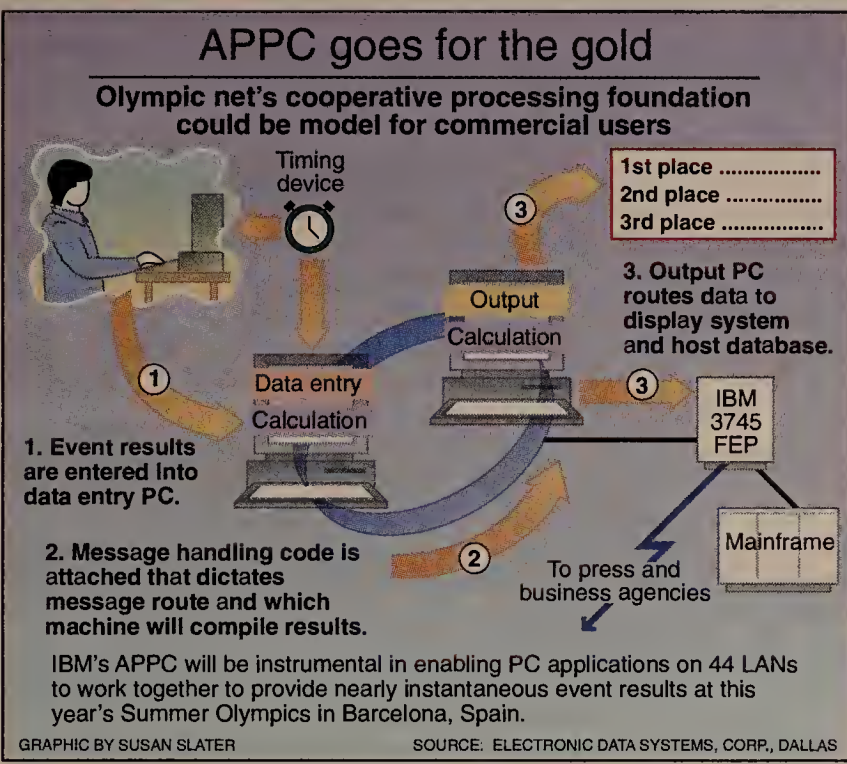 APPC goes for the gold
Olympic net's cooperative processing foundation
could be model for commercial users
Timing
device
1st place ..................
2nd place ................
3rd place ..................
3
3. Output PC
routes data to
display system
and host database.
Output
Calculation
Data entry
Calculation
1
3
IBM
3745
FEP
1. Event results
are entered into
data entry PC.
2. Message handling code is
attached that dictates
message route and which
machine will compile results.
2
Mainframe
To press and
business agencies
IBM's APPC will be instrumental in enabling PC applications on 44 LANs
to work together to provide nearly instantaneous event results at this
year's Summer Olympics in Barcelona, Spain.
GRAPHIC BY SUSAN SLATER
SOURCE: ELECTRONIC DATA SYSTEMS, CORP., DALLAS